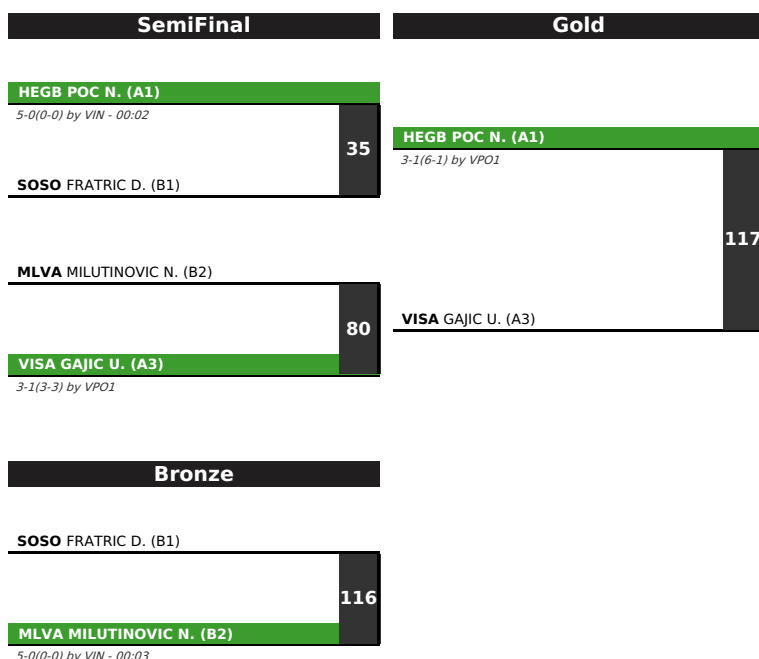 SemiFinal
HEGB POC N. (A1)
5-0(0-0) by VIN - 00:02
35
SOSO FRATRIC D. (B1)
MLVA MILUTINOVIC N. (B2)
80
VISA GAJIC U. (A3)
3-1(3-3) by VPO1
Gold
HEGB POC N. (A1)
3-1(6-1) by VPO1
117
VISA GAJIC U. (A3)
Bronze
SOSO FRATRIC D. (B1)
116
MLVA MILUTINOVIC N. (B2)
5-0(0-0) by VIN - 00:03